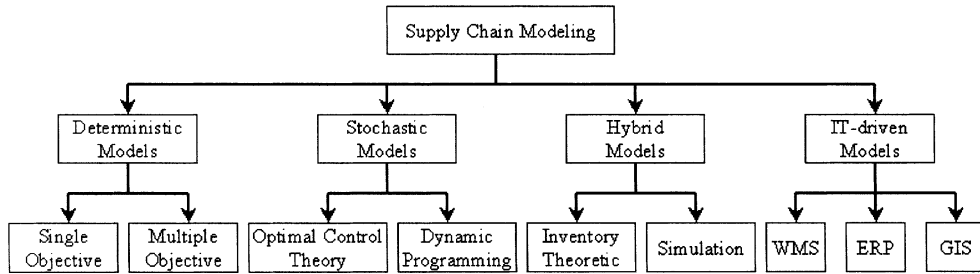 Supply Chain Modeling
Deterministic
Models
Stochastic
Models
Hybrid
Models
IT-driven
Models
Single
Objective
Multiple
Objective
Optimal Control
Theory
Dynamic
Programming
Inventory
Theoretic
Simulation
WMS
ERP
GIS